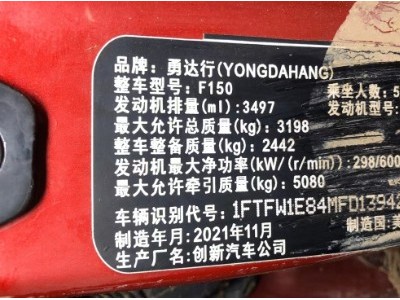 品牌：勇达行(YONGDAHANG)
整车型号：F150 乘坐人数：5
发动机排量(ml)：3497
最大允许总质量(kg)：3198
整车整备质量(kg)：2442
发动机最大净功率(kW/(r/min))：298/600
最大允许牵引质量(kg)：5080
车辆识别代号：1FTFW1E84MFD1394
制造年月：2021年11月 制造国：美
生产厂名：创新汽车公司